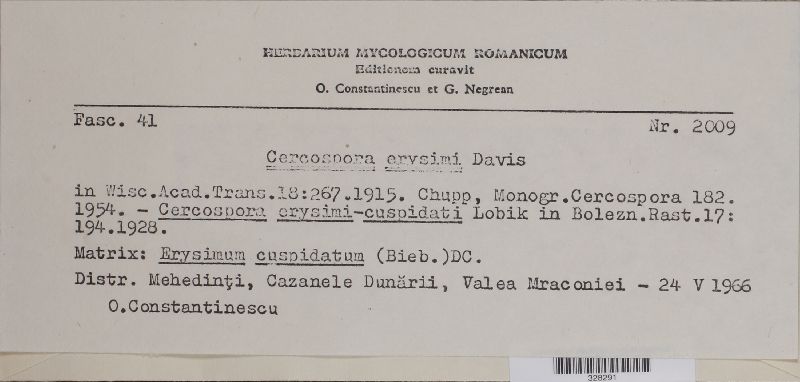 HERBARIUM MYCOLOGICUM ROMANICUM
Editionem curavit
O. Constantinescu et G. Negrean
Fasc. 41
Nr. 2009
Cercospora erysimi Davis
in Wisc.Acad.Trans.18:267.1915. Chupp, Monogr.Cercospora 182.
1954. - Cercospora erysimi-cuspidati Lobik in Bolezn.Rast.17:
194.1928.
Matrix: Erysimum cuspidatum (Bieb.)DC.
Distr. Mehedinţi, Cazanele Dunării, Valea Mraconiei - 24 V 1966
O.Constantinescu
328291